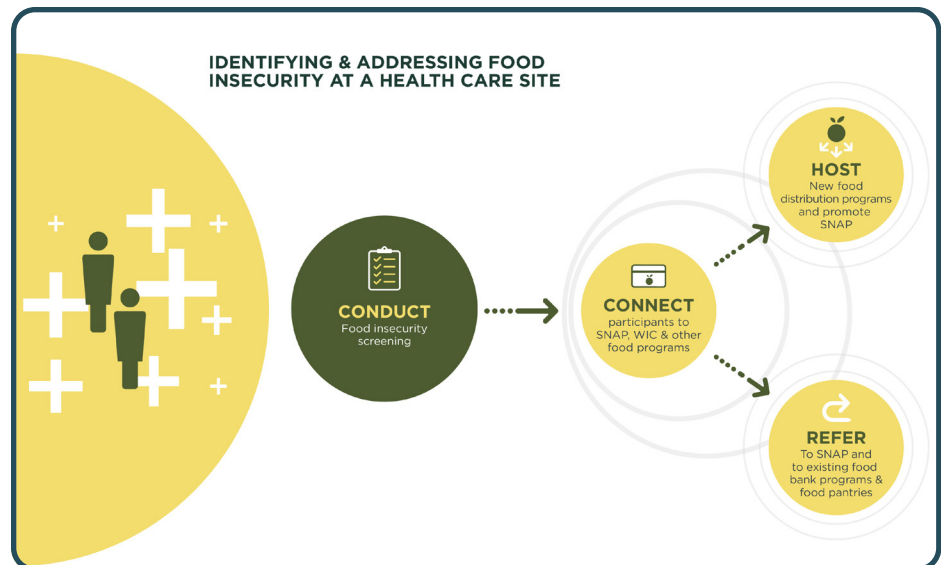 IDENTIFYING & ADDRESSING FOOD
INSECURITY AT A HEALTH CARE SITE
CONDUCT
Food insecurity
screening
CONNECT
participants to
SNAP, WIC & other
food programs
HOST
New food
distribution programs
and promote
SNAP
REFER
To SNAP and
to existing food
bank programs &
food pantries